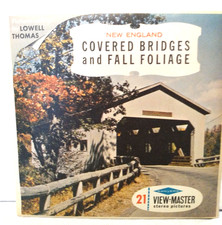 LOWELL
THOMAS
NEW ENGLAND
COVERED BRIDGES
and FALL FOLIAGE
21
VIEW-MASTER
stereo pictures